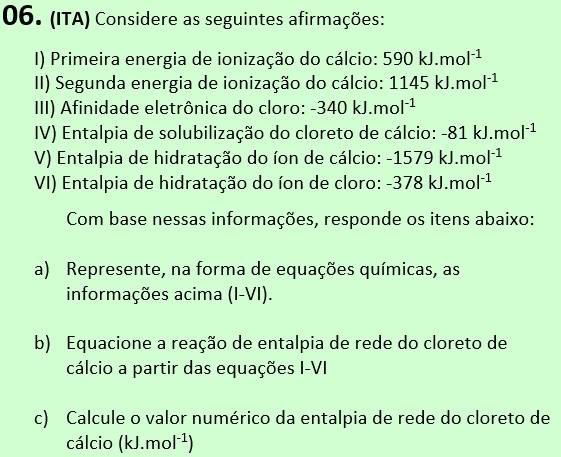 06. (ITA) Considere as seguintes afirmações:
I) Primeira energia de ionização do cálcio: 590 kJ.mol⁻¹
II) Segunda energia de ionização do cálcio: 1145 kJ.mol⁻¹
III) Afinidade eletrônica do cloro: -340 kJ.mol⁻¹
IV) Entalpia de solubilização do cloreto de cálcio: -81 kJ.mol⁻¹
V) Entalpia de hidratação do íon de cálcio: -1579 kJ.mol⁻¹
VI) Entalpia de hidratação do íon de cloro: -378 kJ.mol⁻¹
Com base nessas informações, responde os itens abaixo:
a) Represente, na forma de equações químicas, as
informações acima (I-VI).
b) Equacione a reação de entalpia de rede do cloreto de
cálcio a partir das equações I-VI
c) Calcule o valor numérico da entalpia de rede do cloreto de
cálcio (kJ.mol⁻¹)